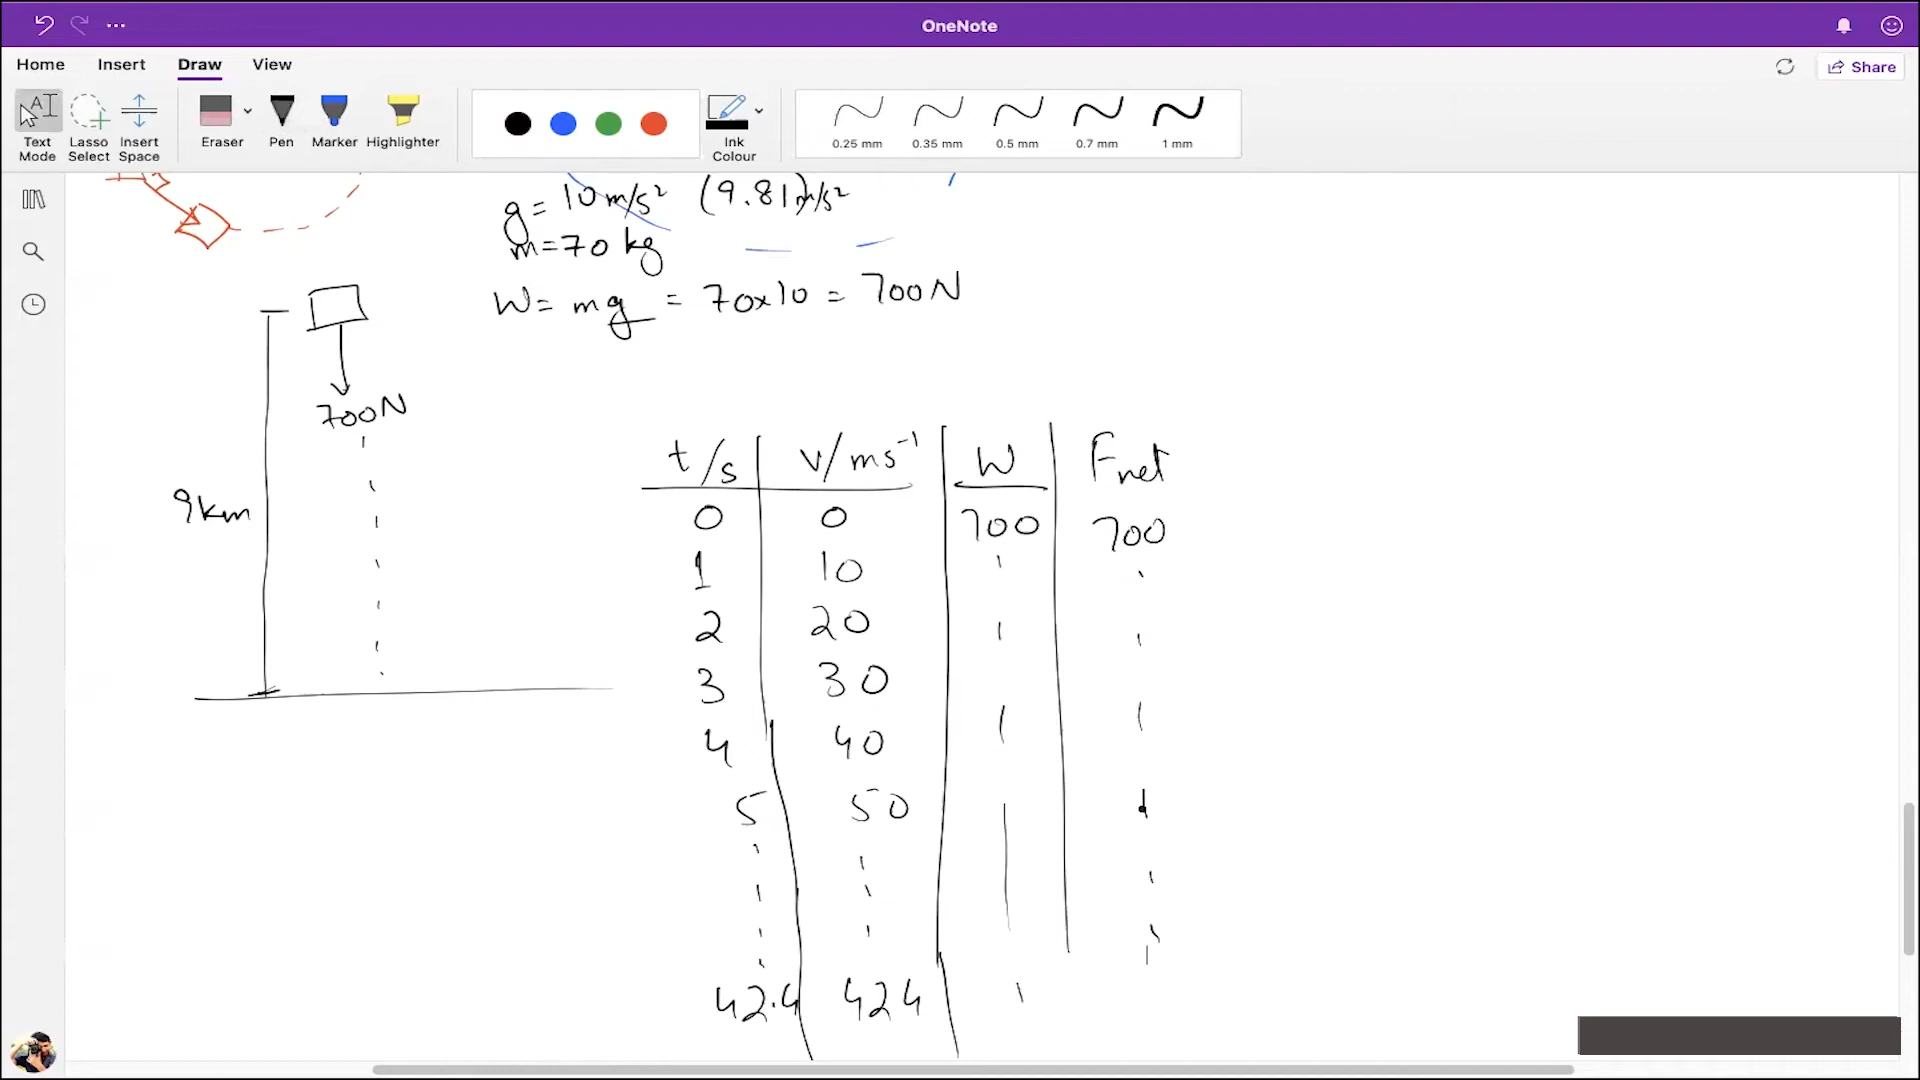 OneNote
Home Insert Draw View
Share
Text Mode
Lasso Select
Insert Space
Eraser
Pen
Marker
Highlighter
Ink Colour
0.25 mm
0.35 mm
0.5 mm
0.7 mm
1 mm
g = 10 m/s² (9.81) m/s²
m = 70 kg
W = mg = 70x10 = 700N
700N
9km
t/s v/ms⁻¹ W Fnet
0 0 700 700
1 10
2 20
3 30
4 40
5 50
42.4 424